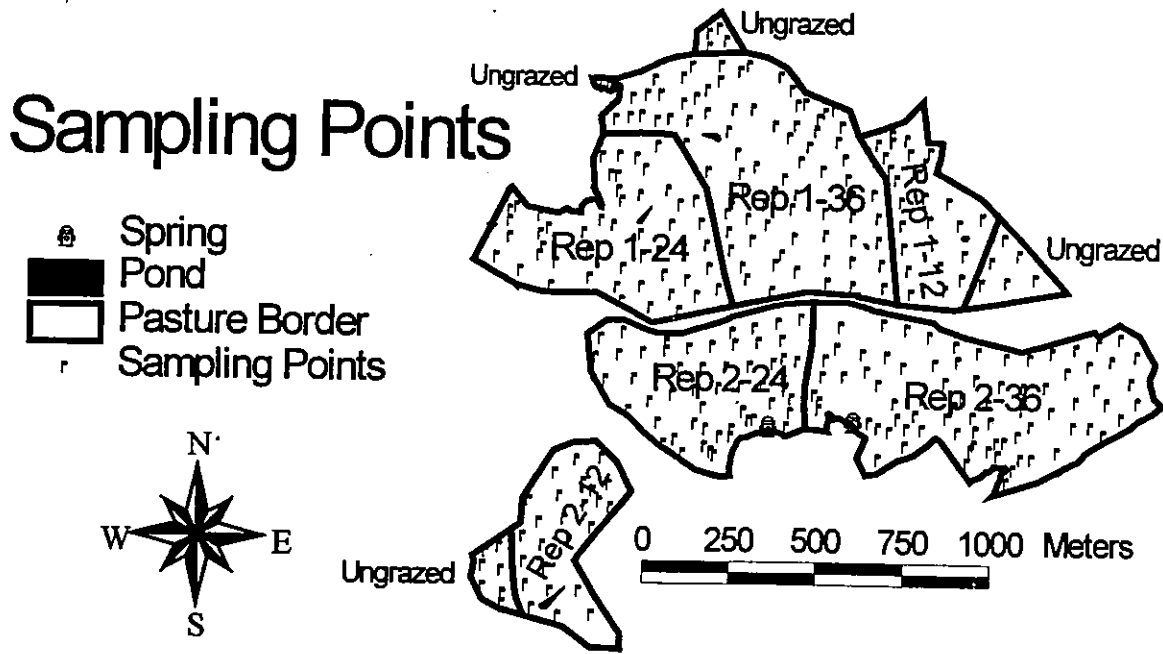 Ungrazed
Ungrazed
Sampling Points
Rep 1-36
Rep 1-12
Rep 1-24
Ungrazed
Spring
Pond
Pasture Border
Sampling Points
Rep 2-24
Rep 2-36
N
W E
S
Rep 2-12
Ungrazed
0 250 500 750 1000 Meters